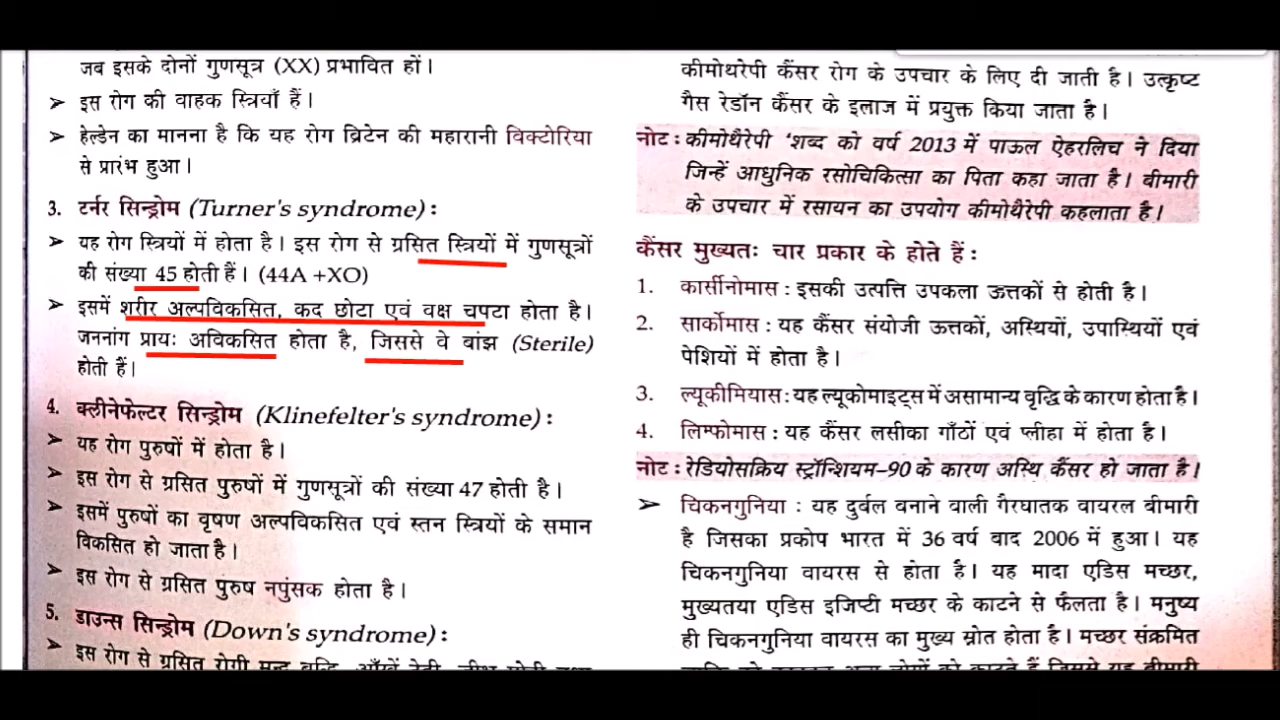 जब इसके दोनों गुणसूत्र (XX) प्रभावित हों।
➢ इस रोग की वाहक स्त्रियाँ हैं।
➢ हेल्डेन का मानना है कि यह रोग ब्रिटेन की महारानी विक्टोरिया
से प्रारंभ हुआ।
3. टर्नर सिन्ड्रोम (Turner's syndrome) :
➢ यह रोग स्त्रियों में होता है। इस रोग से ग्रसित स्त्रियों में गुणसूत्रों
की संख्या 45 होती हैं। (44A +XO)
➢ इसमें शरीर अल्पविकसित, कद छोटा एवं वक्ष चपटा होता है।
जननांग प्रायः अविकसित होता है, जिससे वे बांझ (Sterile)
होती हैं।
4. क्लीनेफेल्टर सिन्ड्रोम (Klinefelter's syndrome) :
➢ यह रोग पुरुषों में होता है।
➢ इस रोग से ग्रसित पुरुषों में गुणसूत्रों की संख्या 47 होती है।
➢ इसमें पुरुषों का वृषण अल्पविकसित एवं स्तन स्त्रियों के समान
विकसित हो जाता है।
➢ इस रोग से ग्रसित पुरुष नपुंसक होता है।
5. डाउन्स सिन्ड्रोम (Down's syndrome) :
➢ इस रोग से ग्रसित रोगी मन्द बुद्धि, आँखें टेढ़ी,
कीमोथरेपी कैंसर रोग के उपचार के लिए दी जाती है। उत्कृष्ट
गैस रेडॉन कैंसर के इलाज में प्रयुक्त किया जाता है।
नोट : कीमोथैरेपी ‘शब्द को वर्ष 2013 में पाऊल ऐहरलिच ने दिया
जिन्हें आधुनिक रसोचिकित्सा का पिता कहा जाता है। बीमारी
के उपचार में रसायन का उपयोग कीमोथैरेपी कहलाता है।
कैंसर मुख्यतः चार प्रकार के होते हैं :
1. कार्सीनोमास : इसकी उत्पत्ति उपकला ऊत्तकों से होती है।
2. सार्कोमास : यह कैंसर संयोजी ऊत्तकों, अस्थियों, उपास्थियों एवं
पेशियों में होता है।
3. ल्यूकीमियास : यह ल्यूकोमाइट्स में असामान्य वृद्धि के कारण होता है।
4. लिम्फोमास : यह कैंसर लसीका गाँठों एवं प्लीहा में होता है।
नोट : रेडियोसक्रिय स्ट्रॉन्शियम-90 के कारण अस्थि कैंसर हो जाता है।
➢ चिकनगुनिया : यह दुर्बल बनाने वाली गैरघातक वायरल बीमारी
है जिसका प्रकोप भारत में 36 वर्ष बाद 2006 में हुआ। यह
चिकनगुनिया वायरस से होता है। यह मादा एडिस मच्छर,
मुख्यतया एडिस इजिप्टी मच्छर के काटने से फैलता है। मनुष्य
ही चिकनगुनिया वायरस का मुख्य स्रोत होता है। मच्छर संक्रमित
लोगों को काटते हैं जिससे यह बीमारी